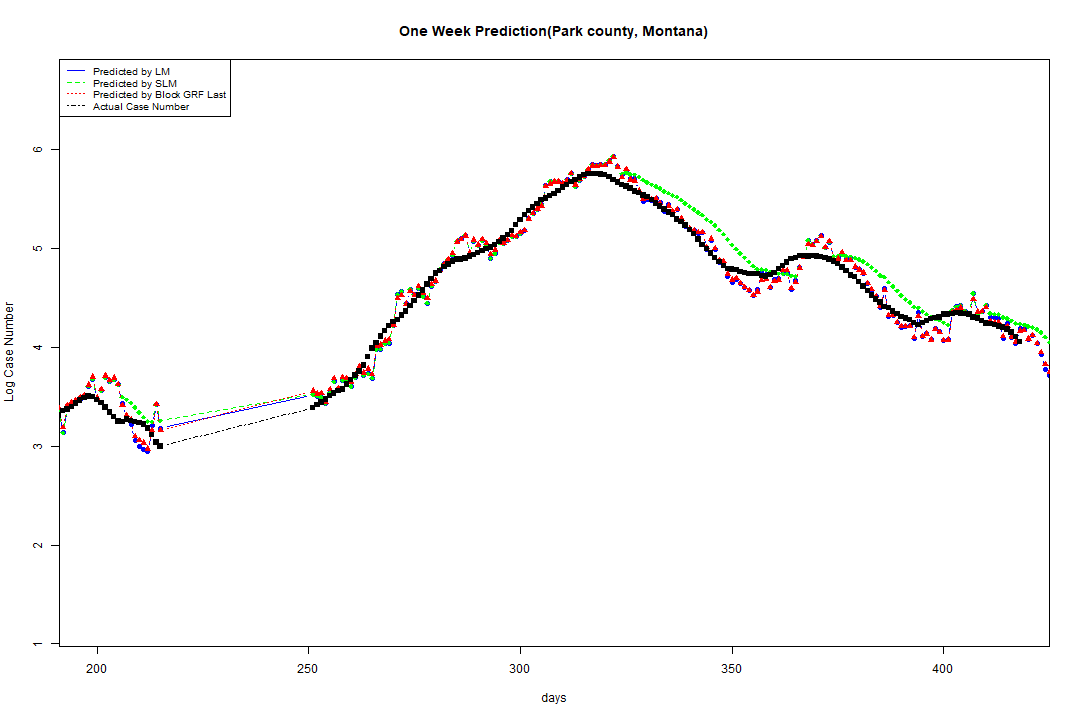 One Week Prediction(Park county, Montana)
Predicted by LM
Predicted by SLM
Predicted by Block GRF Last
Actual Case Number
6
5
4
3
2
1
Log Case Number
200 250 300 350 400
days